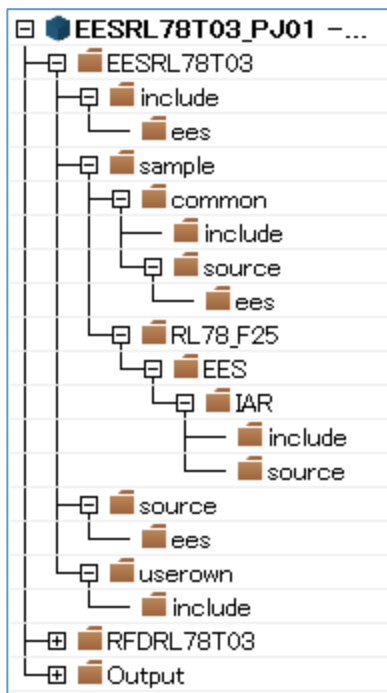 EESRL78T03_PJ01 -...
EESRL78T03
include
ees
sample
common
include
source
ees
RL78_F25
EES
IAR
include
source
source
ees
userown
include
RFDRL78T03
Output